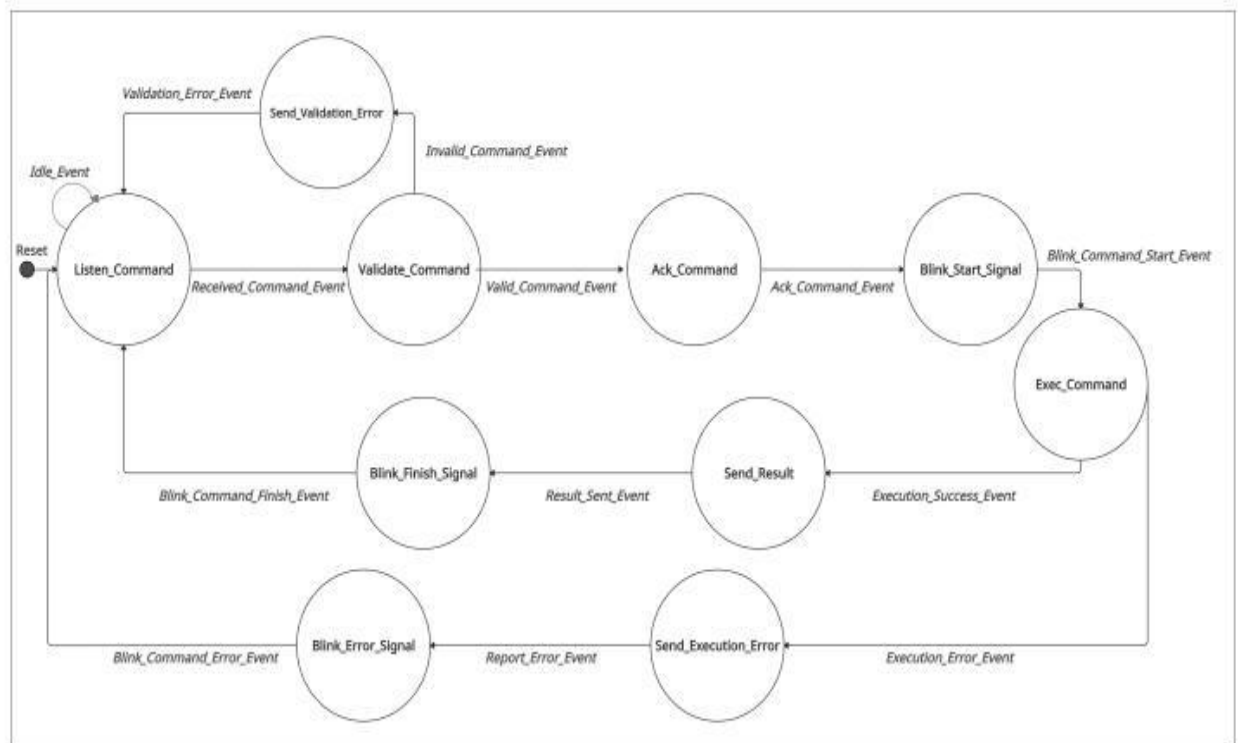 Validation_Error_Event
Send_Validation_Error
Invalid_Command_Event
Idle_Event
Reset
Listen_Command
Received_Command_Event
Validate_Command
Valid_Command_Event
Ack_Command
Ack_Command_Event
Blink_Start_Signal
Blink_Command_Start_Event
Exec_Command
Blink_Finish_Signal
Send_Result
Blink_Command_Finish_Event
Result_Sent_Event
Execution_Success_Event
Blink_Error_Signal
Send_Execution_Error
Blink_Command_Error_Event
Report_Error_Event
Execution_Error_Event